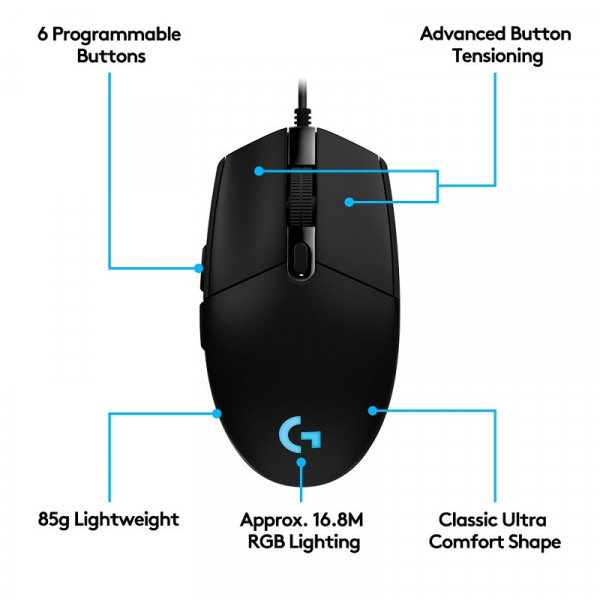 6 Programmable
Buttons
Advanced Button
Tensioning
85g Lightweight
Approx. 16.8M
RGB Lighting
Classic Ultra
Comfort Shape
G